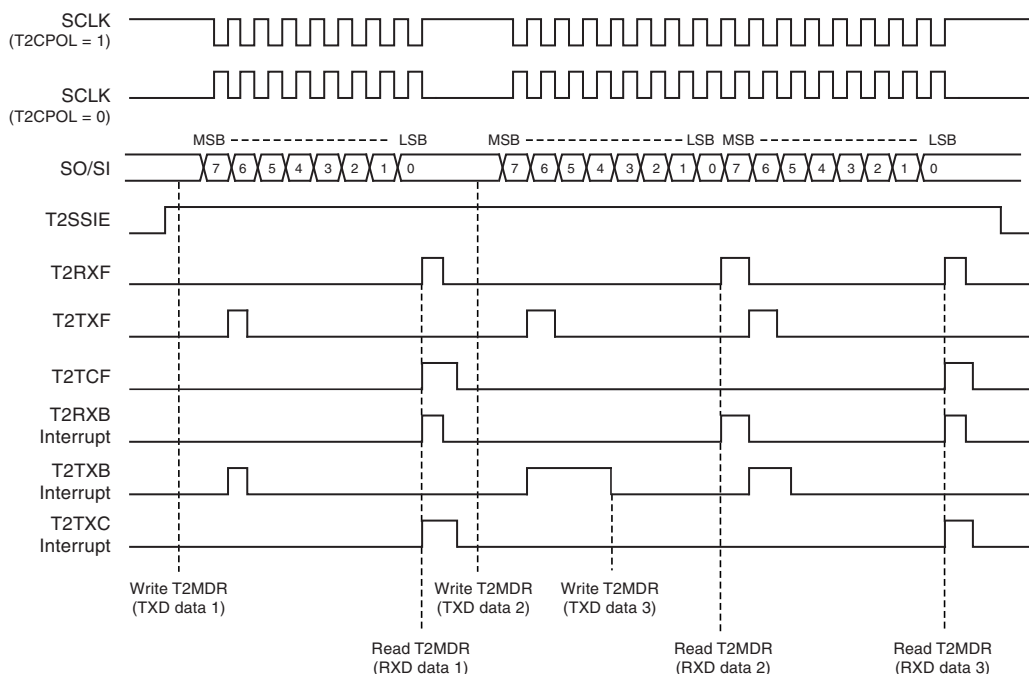 SCLK
(T2CPOL = 1)
SCLK
(T2CPOL = 0)
MSB LSB MSB LSB MSB LSB
SO/SI 7 6 5 4 3 2 1 0 7 6 5 4 3 2 1 0 7 6 5 4 3 2 1 0
T2SSIE
T2RXF
T2TXF
T2TCF
T2RXB
Interrupt
T2TXB
Interrupt
T2TXC
Interrupt
Write T2MDR Write T2MDR Write T2MDR
(TXD data 1) (TXD data 2) (TXD data 3)
Read T2MDR Read T2MDR Read T2MDR
(RXD data 1) (RXD data 2) (RXD data 3)